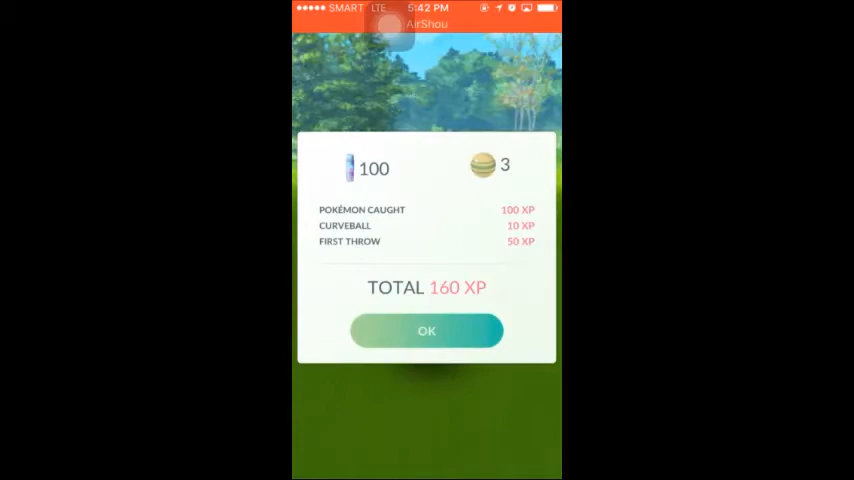 SMART LTE 5:42 PM
AirShou
100 3
POKÉMON CAUGHT 100 XP
CURVEBALL 10 XP
FIRST THROW 50 XP
TOTAL 160 XP
OK